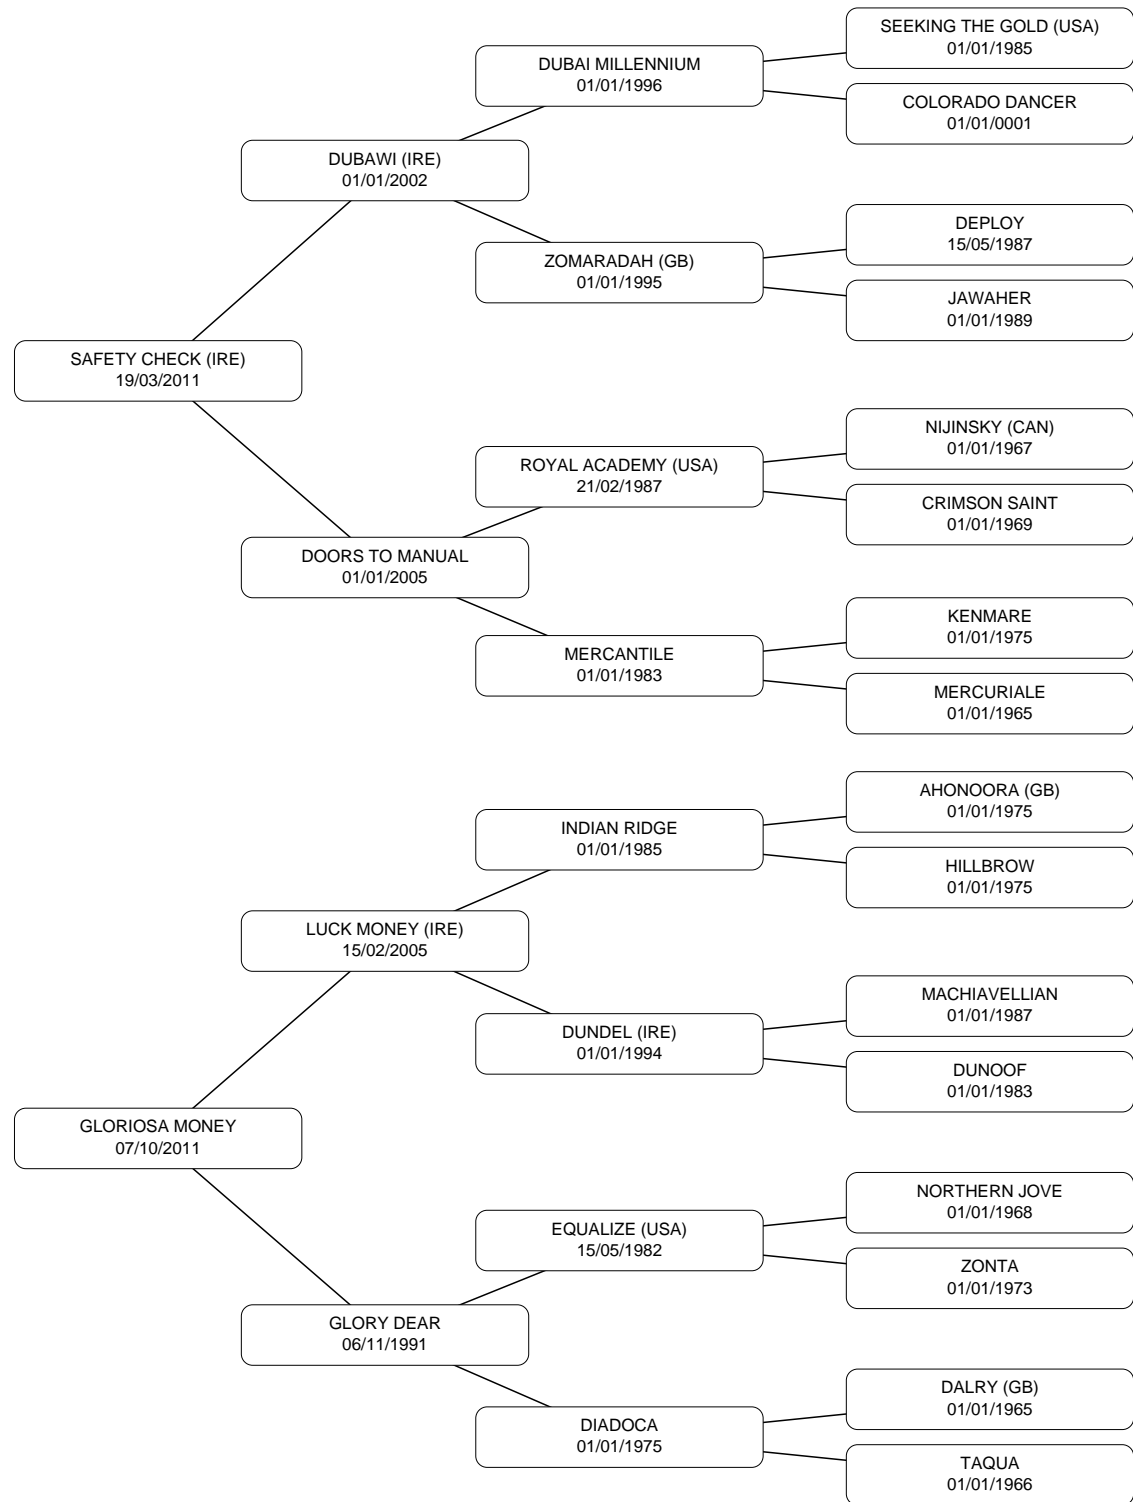 SEEKING THE GOLD (USA)
01/01/1985
DUBAI MILLENNIUM
01/01/1996
COLORADO DANCER
01/01/0001
DUBAWI (IRE)
01/01/2002
DEPLOY
15/05/1987
ZOMARADAH (GB)
01/01/1995
JAWAHER
01/01/1989
SAFETY CHECK (IRE)
19/03/2011
NIJINSKY (CAN)
01/01/1967
ROYAL ACADEMY (USA)
21/02/1987
CRIMSON SAINT
01/01/1969
DOORS TO MANUAL
01/01/2005
KENMARE
01/01/1975
MERCANTILE
01/01/1983
MERCURIALE
01/01/1965
AHONOORA (GB)
01/01/1975
INDIAN RIDGE
01/01/1985
HILLBROW
01/01/1975
LUCK MONEY (IRE)
15/02/2005
MACHIAVELLIAN
01/01/1987
DUNDEL (IRE)
01/01/1994
DUNOOF
01/01/1983
GLORIOSA MONEY
07/10/2011
NORTHERN JOVE
01/01/1968
EQUALIZE (USA)
15/05/1982
ZONTA
01/01/1973
GLORY DEAR
06/11/1991
DALRY (GB)
01/01/1965
DIADOCA
01/01/1975
TAQUA
01/01/1966